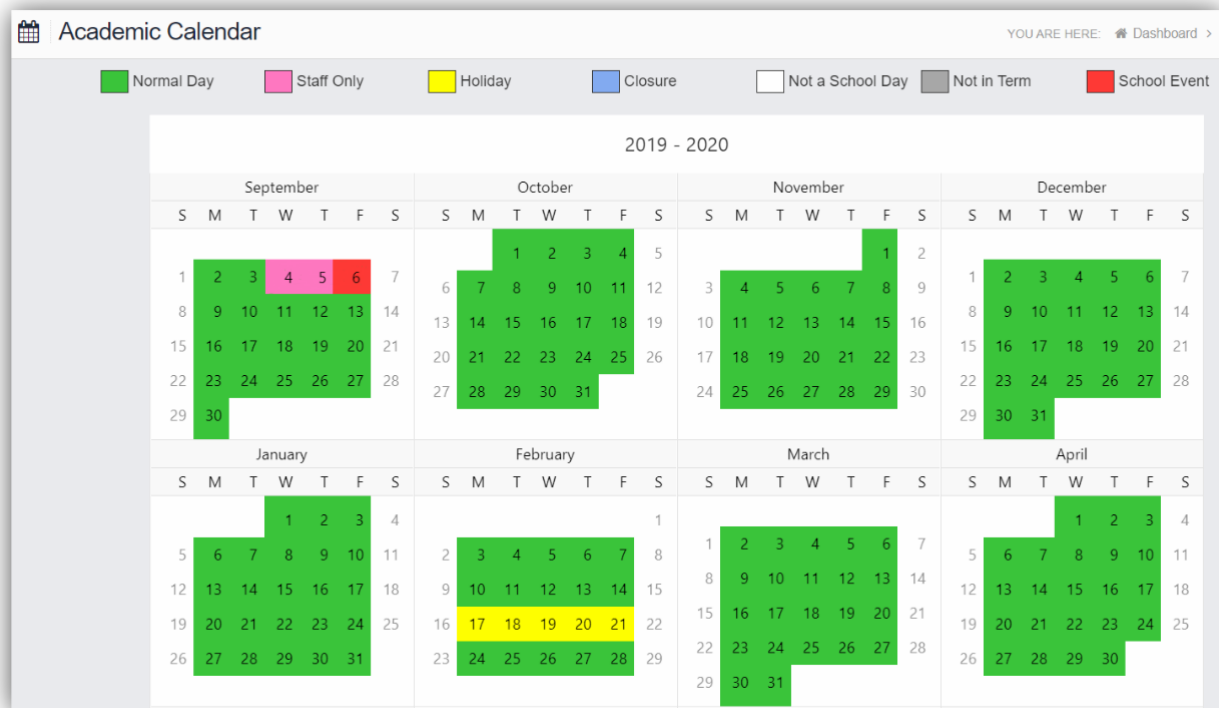 Academic Calendar
YOU ARE HERE: Dashboard >
Normal Day Staff Only Holiday Closure Not a School Day Not in Term School Event
2019 - 2020
September October November December
S M T W T F S S M T W T F S S M T W T F S S M T W T F S
1 2 3 4 5 1 2
1 2 3 4 5 6 7 6 7 8 9 10 11 12 3 4 5 6 7 8 9 1 2 3 4 5 6 7
8 9 10 11 12 13 14 13 14 15 16 17 18 19 10 11 12 13 14 15 16 8 9 10 11 12 13 14
15 16 17 18 19 20 21 20 21 22 23 24 25 26 17 18 19 20 21 22 23 15 16 17 18 19 20 21
22 23 24 25 26 27 28 27 28 29 30 31 24 25 26 27 28 29 30 22 23 24 25 26 27 28
29 30 29 30 31
January February March April
S M T W T F S S M T W T F S S M T W T F S S M T W T F S
1 2 3 4 1 1 2 3 4
5 6 7 8 9 10 11 2 3 4 5 6 7 8 1 2 3 4 5 6 7 5 6 7 8 9 10 11
12 13 14 15 16 17 18 9 10 11 12 13 14 15 8 9 10 11 12 13 14 12 13 14 15 16 17 18
19 20 21 22 23 24 25 16 17 18 19 20 21 22 15 16 17 18 19 20 21 19 20 21 22 23 24 25
26 27 28 29 30 31 23 24 25 26 27 28 29 22 23 24 25 26 27 28 26 27 28 29 30
29 30 31